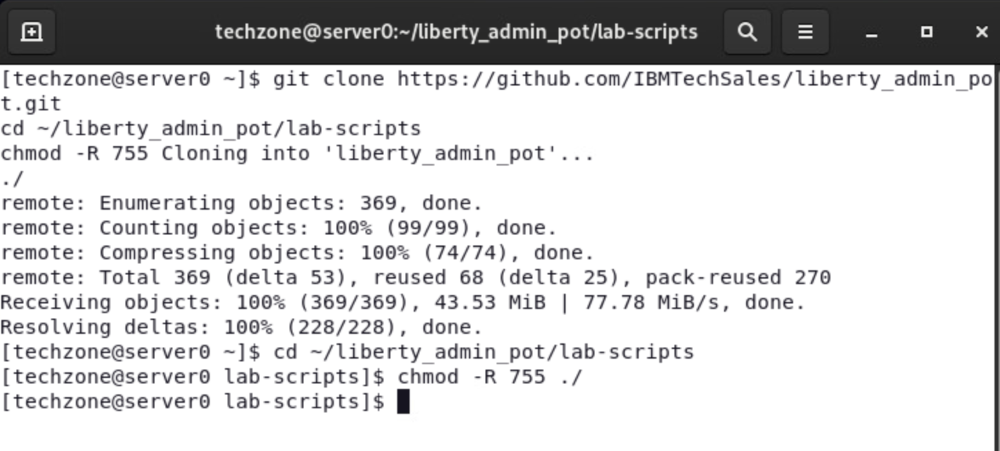 techzone@server0:~/liberty_admin_pot/lab-scripts
[techzone@server0 ~]$ git clone https://github.com/IBMTechSales/liberty_admin_po
t.git
cd ~/liberty_admin_pot/lab-scripts
chmod -R 755 Cloning into 'liberty_admin_pot'...
./
remote: Enumerating objects: 369, done.
remote: Counting objects: 100% (99/99), done.
remote: Compressing objects: 100% (74/74), done.
remote: Total 369 (delta 53), reused 68 (delta 25), pack-reused 270
Receiving objects: 100% (369/369), 43.53 MiB | 77.78 MiB/s, done.
Resolving deltas: 100% (228/228), done.
[techzone@server0 ~]$ cd ~/liberty_admin_pot/lab-scripts
[techzone@server0 lab-scripts]$ chmod -R 755 ./
[techzone@server0 lab-scripts]$